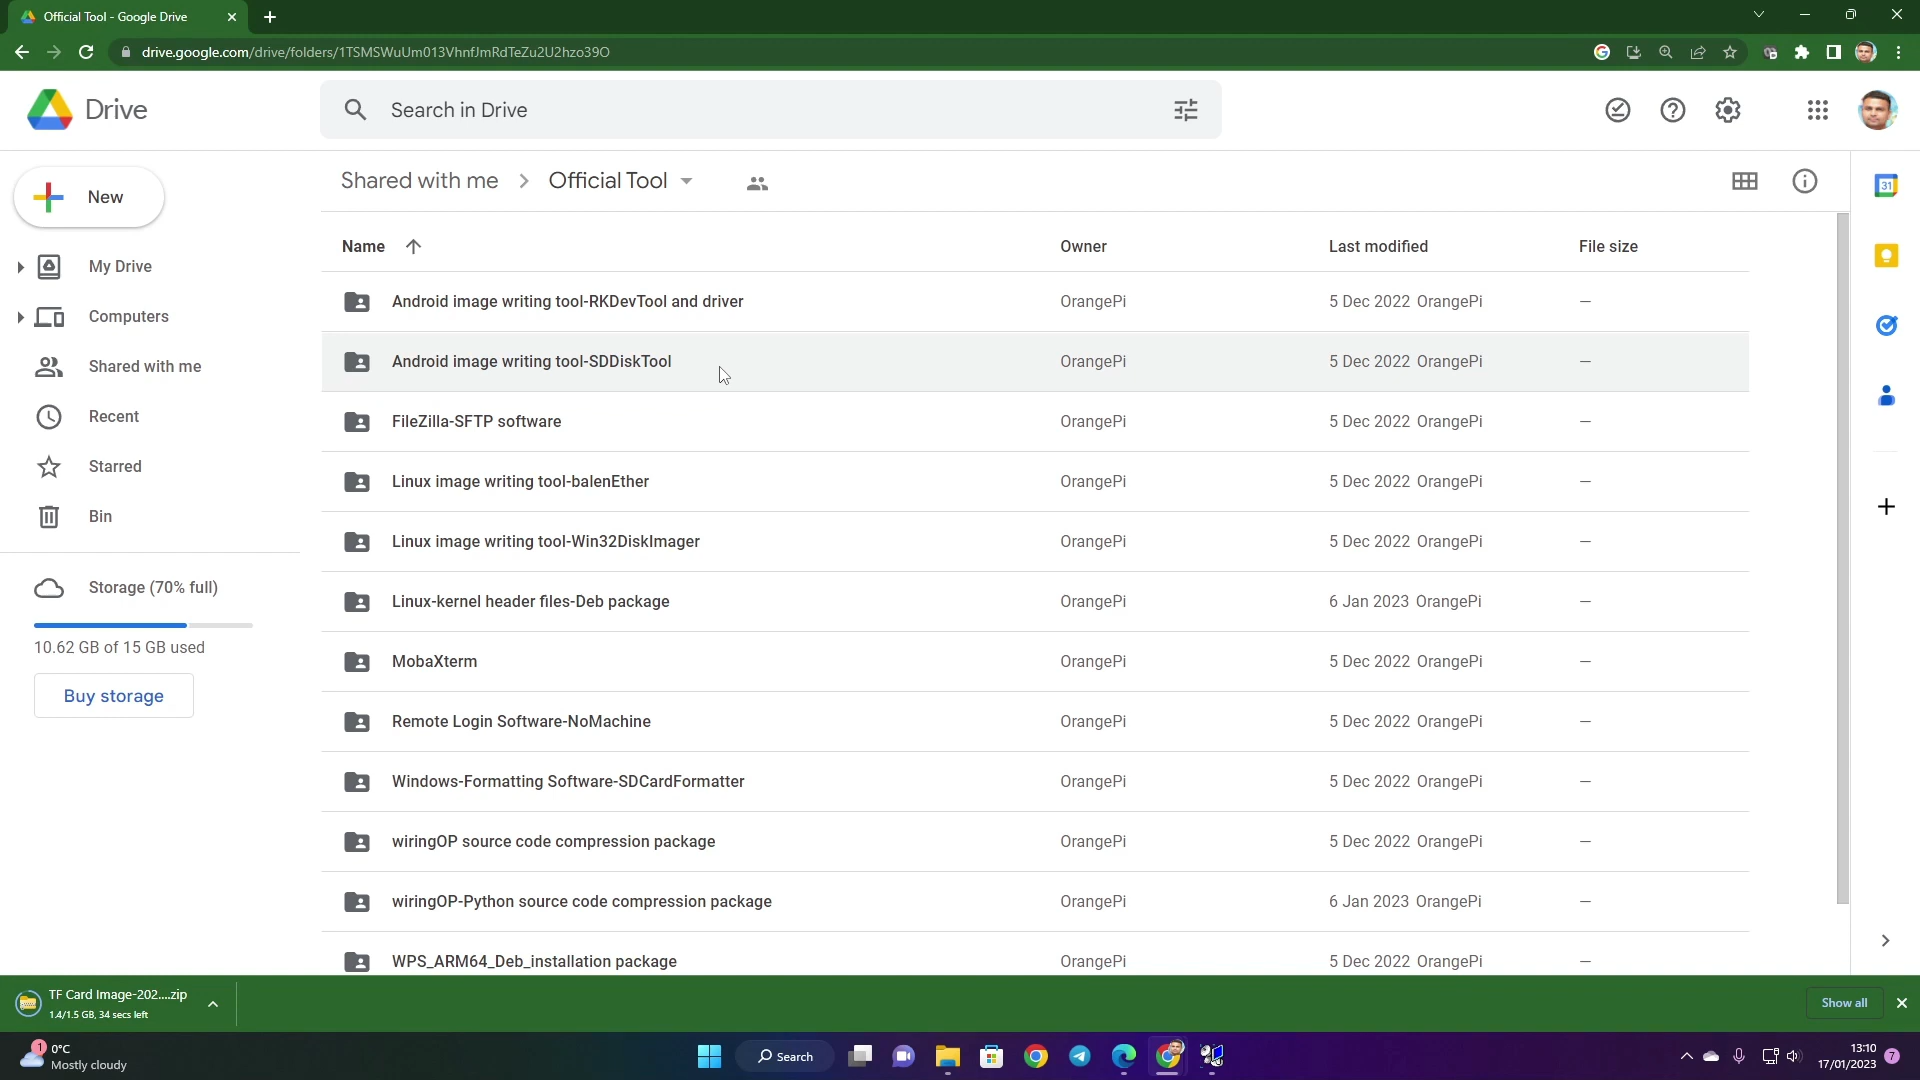 Official Tool - Google Drive
drive.google.com/drive/folders/1TSMSWuUm013VhnfJmRdTeZu2U2hzo39O
Drive
Search in Drive
New
Shared with me
Official Tool
31
My Drive
Computers
Shared with me
Recent
Starred
Bin
Storage (70% full)
10.62 GB of 15 GB used
Buy storage
Name Owner Last modified File size
Android image writing tool-RKDevTool and driver OrangePi 5 Dec 2022 OrangePi —
Android image writing tool-SDDiskTool OrangePi 5 Dec 2022 OrangePi —
FileZilla-SFTP software OrangePi 5 Dec 2022 OrangePi —
Linux image writing tool-balenEther OrangePi 5 Dec 2022 OrangePi —
Linux image writing tool-Win32DiskImager OrangePi 5 Dec 2022 OrangePi —
Linux-kernel header files-Deb package OrangePi 6 Jan 2023 OrangePi —
MobaXterm OrangePi 5 Dec 2022 OrangePi —
Remote Login Software-NoMachine OrangePi 5 Dec 2022 OrangePi —
Windows-Formatting Software-SDCardFormatter OrangePi 5 Dec 2022 OrangePi —
wiringOP source code compression package OrangePi 5 Dec 2022 OrangePi —
wiringOP-Python source code compression package OrangePi 6 Jan 2023 OrangePi —
WPS_ARM64_Deb_installation package OrangePi 5 Dec 2022 OrangePi —
TF Card Image-202....zip
1.4/1.5 GB, 34 secs left
Show all
1
0°C
Mostly cloudy
Search
13:10
17/01/2023
7